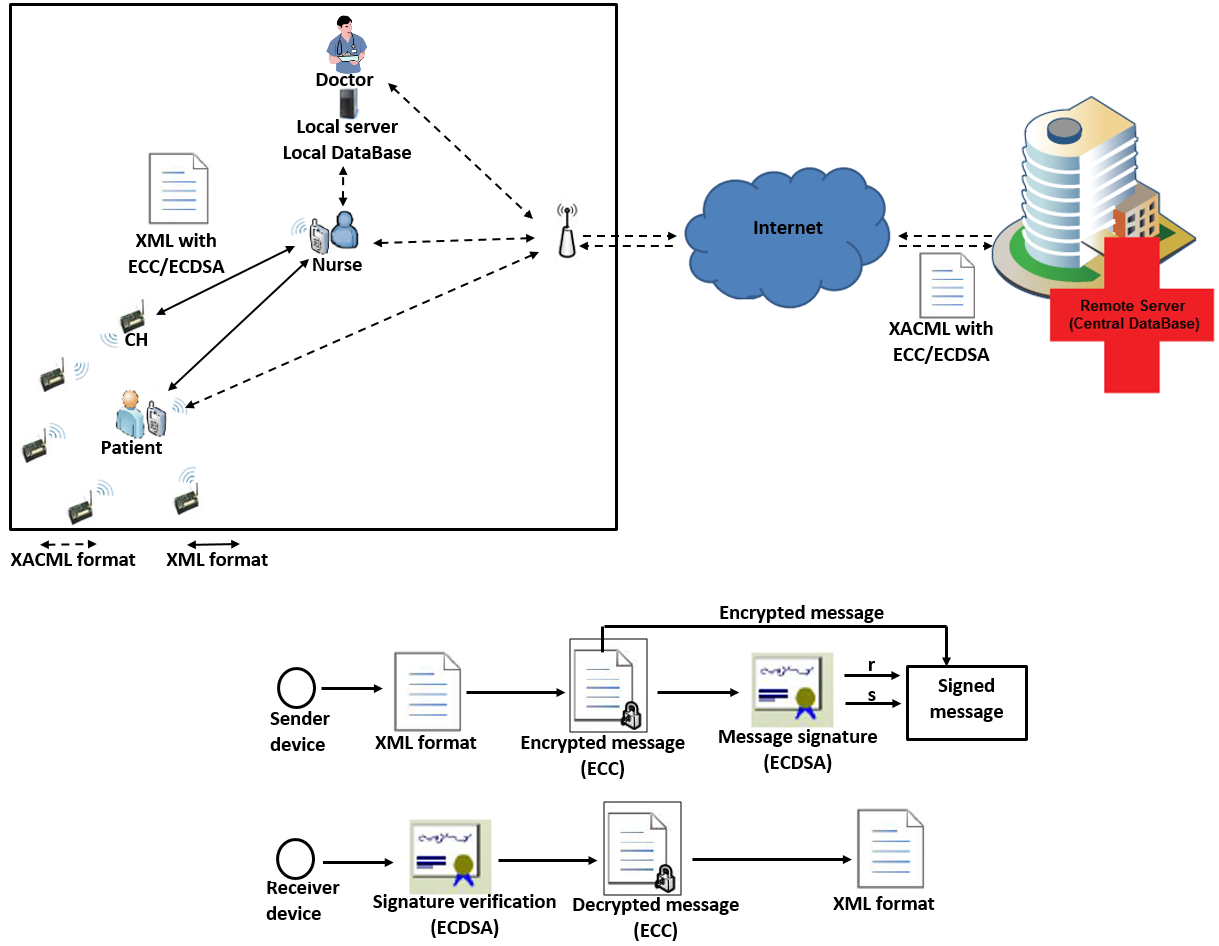 Doctor
Local server
Local DataBase
XML with
ECC/ECDSA
Nurse
CH
Patient
Internet
XACML with
ECC/ECDSA
Remote Server
(Central DataBase)
XACML format
XML format
Encrypted message
Sender
device
XML format
Encrypted message
(ECC)
Message signature
(ECDSA)
r
s
Signed
message
Receiver
device
Signature verification
(ECDSA)
Decrypted message
(ECC)
XML format